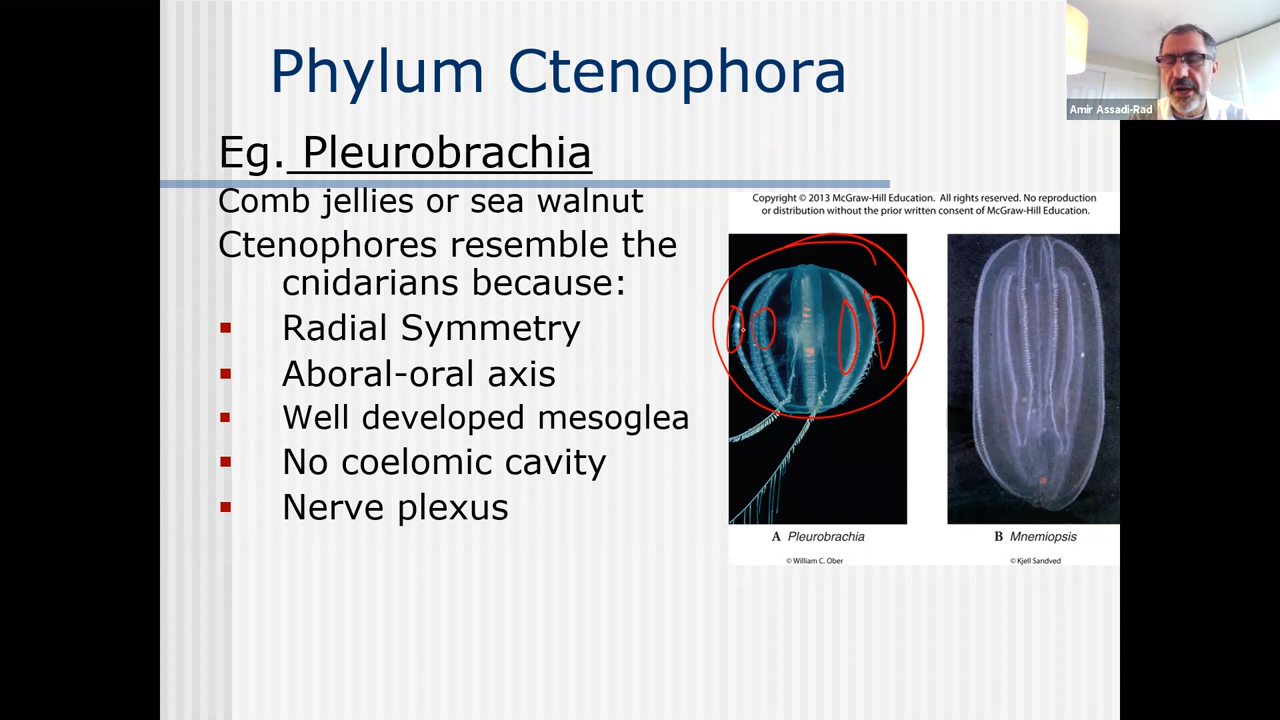 Phylum Ctenophora
Amir Assadi-Rad
Eg. Pleurobrachia
Comb jellies or sea walnut
Ctenophores resemble the
cnidarians because:
Radial Symmetry
Aboral-oral axis
Well developed mesoglea
No coelomic cavity
Nerve plexus
Copyright © 2013 McGraw-Hill Education. All rights reserved. No reproduction
or distribution without the prior written consent of McGraw-Hill Education.
A Pleurobrachia
© William C. Ober
B Mnemiopsis
© Kjell Sandved